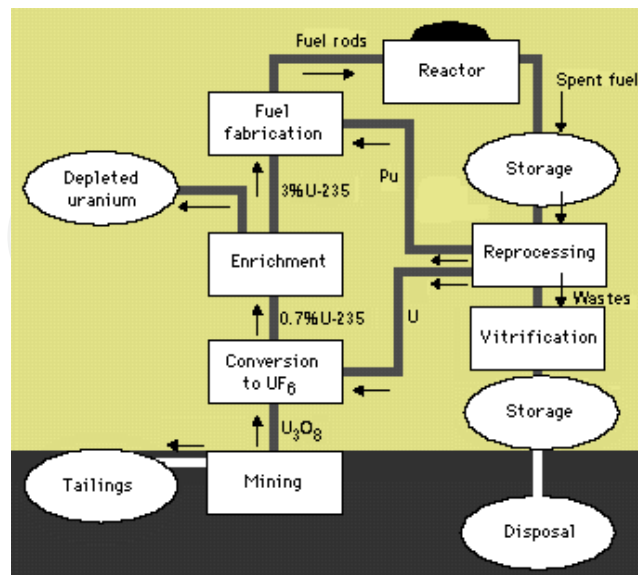 Fuel rods
Reactor
Spent fuel
Fuel
fabrication
Storage
Depleted
uranium
3%U-235
Pu
Enrichment
Reprocessing
0.7%U-235
U
Wastes
Conversion
to UF₆
Vitrification
U₃O₈
Storage
Tailings
Mining
Disposal